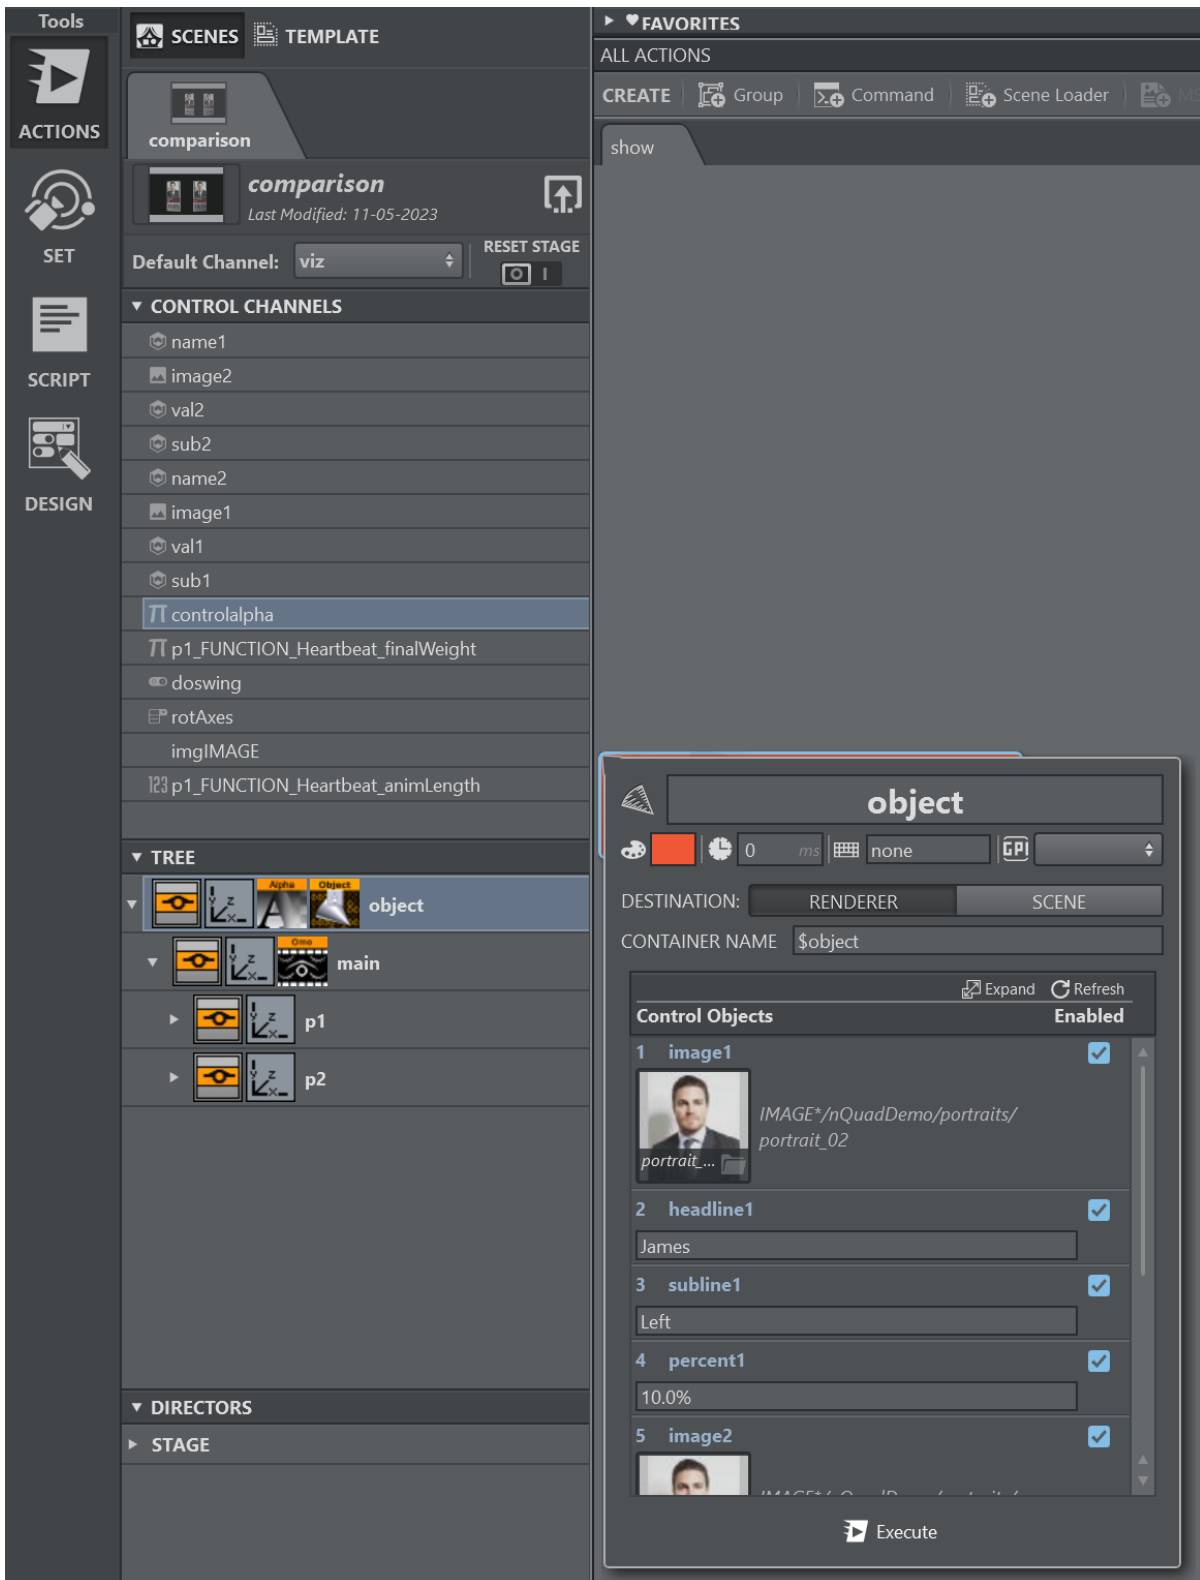 Tools
ACTIONS
SET
SCRIPT
DESIGN
SCENES TEMPLATE
comparison
comparison
Last Modified: 11-05-2023
Default Channel: viz
RESET STAGE
CONTROL CHANNELS
name1
image2
val2
sub2
name2
image1
val1
sub1
controlalpha
p1_FUNCTION_Heartbeat_finalWeight
doswing
rotAxes
imgIMAGE
123 p1_FUNCTION_Heartbeat_animLength
TREE
Alpha Object
object
Omo
main
p1
p2
DIRECTORS
STAGE
FAVORITES
ALL ACTIONS
CREATE Group Command Scene Loader MS
show
object
0 ms none GPI
DESTINATION: RENDERER SCENE
CONTAINER NAME $object
Expand Refresh
Control Objects Enabled
1 image1
IMAGE*/nQuadDemo/portraits/
portrait_02
portrait_...
2 headline1
James
3 subline1
Left
4 percent1
10.0%
5 image2
Execute